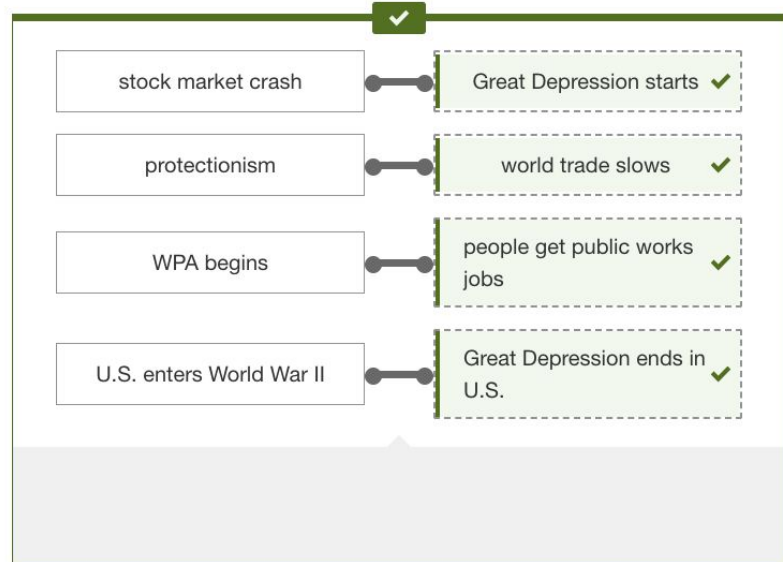 stock market crash
Great Depression starts
protectionism
world trade slows
WPA begins
people get public works
jobs
U.S. enters World War II
Great Depression ends in
U.S.